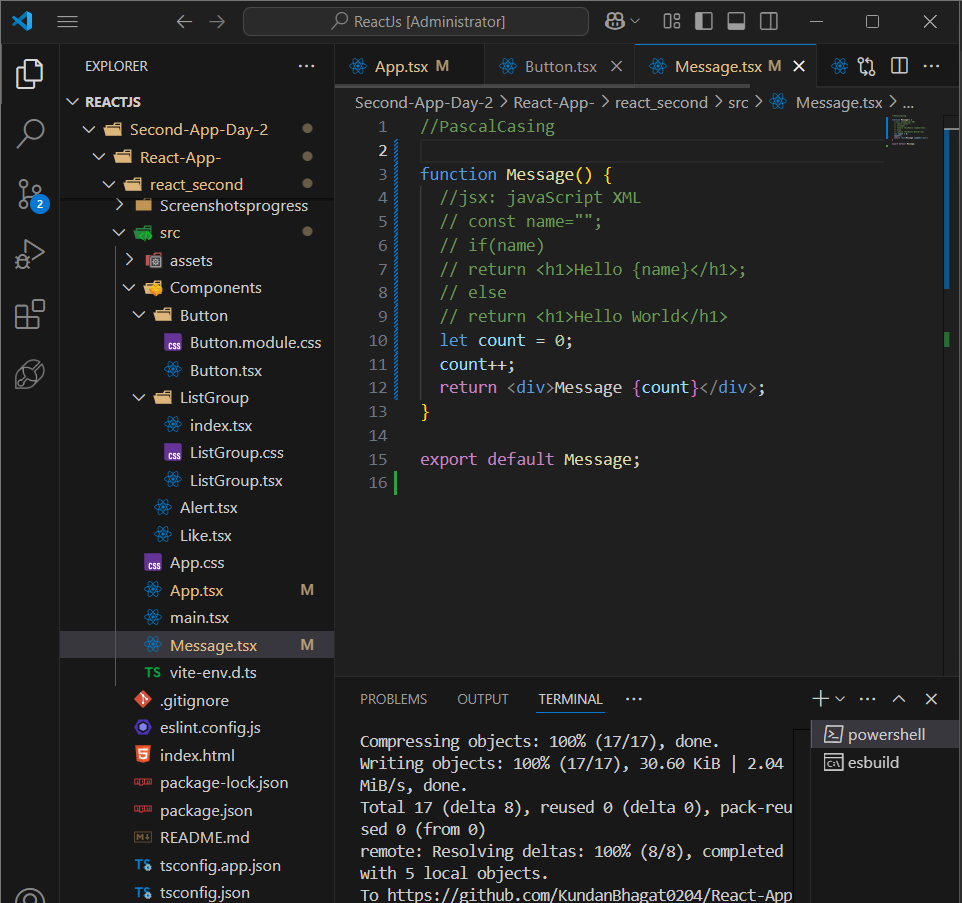 ReactJs [Administrator]
EXPLORER
REACTJS
Second-App-Day-2
React-App-
react_second
Screenshotsprogress
src
assets
Components
Button
Button.module.css
Button.tsx
ListGroup
index.tsx
ListGroup.css
ListGroup.tsx
Alert.tsx
Like.tsx
App.css
App.tsx M
main.tsx
Message.tsx M
TS vite-env.d.ts
.gitignore
eslint.config.js
index.html
package-lock.json
package.json
README.md
tsconfig.app.json
tsconfig.json
2
App.tsx M
Button.tsx
Message.tsx M
Second-App-Day-2 > React-App- > react_second > src > Message.tsx > ...
1 //PascalCasing
2
3 function Message() {
4 //jsx: javaScript XML
5 // const name="";
6 // if(name)
7 // return <h1>Hello {name}</h1>;
8 // else
9 // return <h1>Hello World</h1>
10 let count = 0;
11 count++;
12 return <div>Message {count}</div>;
13 }
14
15 export default Message;
16
PROBLEMS OUTPUT TERMINAL ...
Compressing objects: 100% (17/17), done.
Writing objects: 100% (17/17), 30.60 KiB | 2.04
MiB/s, done.
Total 17 (delta 8), reused 0 (delta 0), pack-reu
sed 0 (from 0)
remote: Resolving deltas: 100% (8/8), completed
with 5 local objects.
To https://github.com/KundanBhagat0204/React-App
powershell
esbuild